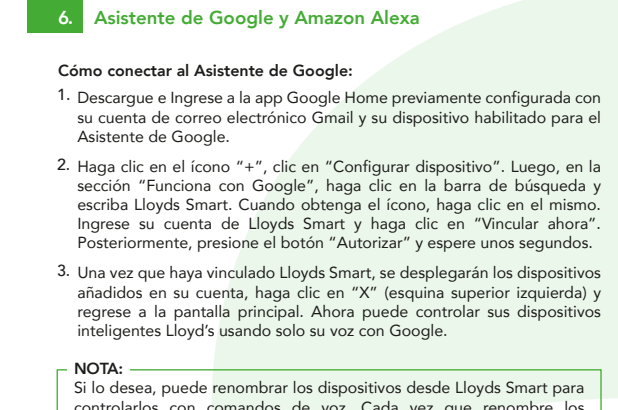 6. Asistente de Google y Amazon Alexa
Cómo conectar al Asistente de Google:
1. Descargue e Ingrese a la app Google Home previamente configurada con
su cuenta de correo electrónico Gmail y su dispositivo habilitado para el
Asistente de Google.
2. Haga clic en el ícono “+”, clic en “Configurar dispositivo”. Luego, en la
sección “Funciona con Google”, haga clic en la barra de búsqueda y
escriba Lloyds Smart. Cuando obtenga el ícono, haga clic en el mismo.
Ingrese su cuenta de Lloyds Smart y haga clic en “Vincular ahora”.
Posteriormente, presione el botón “Autorizar” y espere unos segundos.
3. Una vez que haya vinculado Lloyds Smart, se desplegarán los dispositivos
añadidos en su cuenta, haga clic en “X” (esquina superior izquierda) y
regrese a la pantalla principal. Ahora puede controlar sus dispositivos
inteligentes Lloyd’s usando solo su voz con Google.
NOTA:
Si lo desea, puede renombrar los dispositivos desde Lloyds Smart para
controlarlos con comandos de voz. Cada vez que renombre los